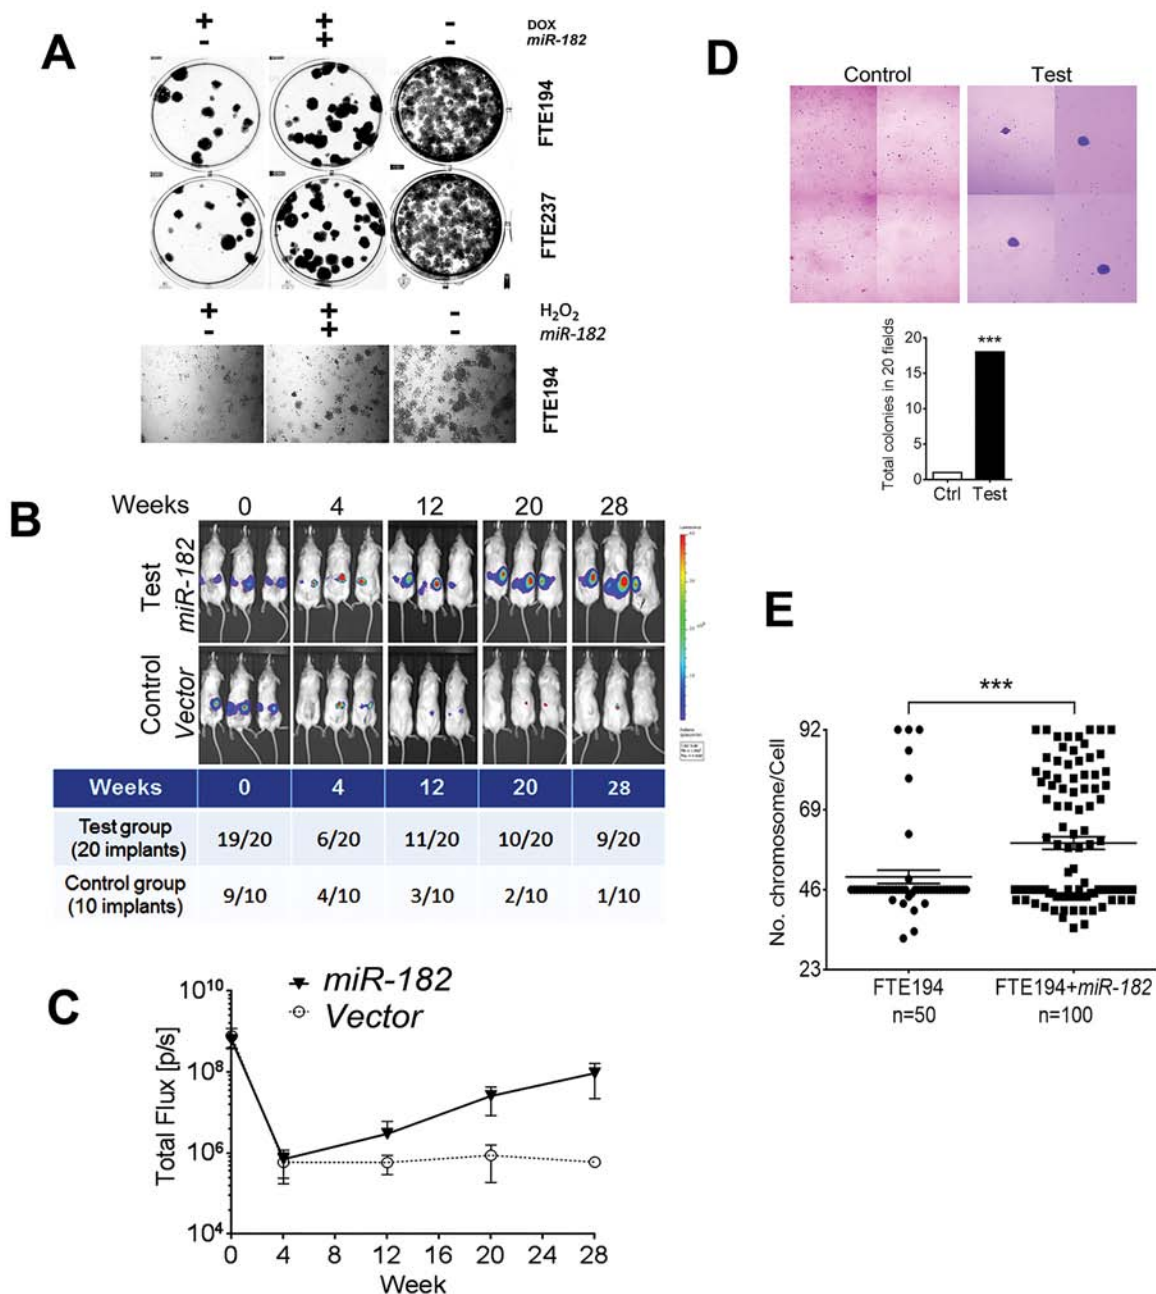 A
+ + - DOX
- + - miR-182
FTE194
FTE237
+ + - H₂O₂
- + - miR-182
FTE194
B
Weeks 0 4 12 20 28
Test
miR-182
Control
Vector
Weeks 0 4 12 20 28
Test group
(20 implants) 19/20 6/20 11/20 10/20 9/20
Control group
(10 implants) 9/10 4/10 3/10 2/10 1/10
C
miR-182
Vector
Total Flux [p/s]
10¹⁰
10⁸
10⁶
10⁴
0 4 8 12 16 20 24 28
Week
D
Control Test
Total colonies in 20 fields
20
15
10
5
0
***
Ctrl Test
E
***
No. chromosome/Cell
92
69
46
23
FTE194 FTE194+miR-182
n=50 n=100